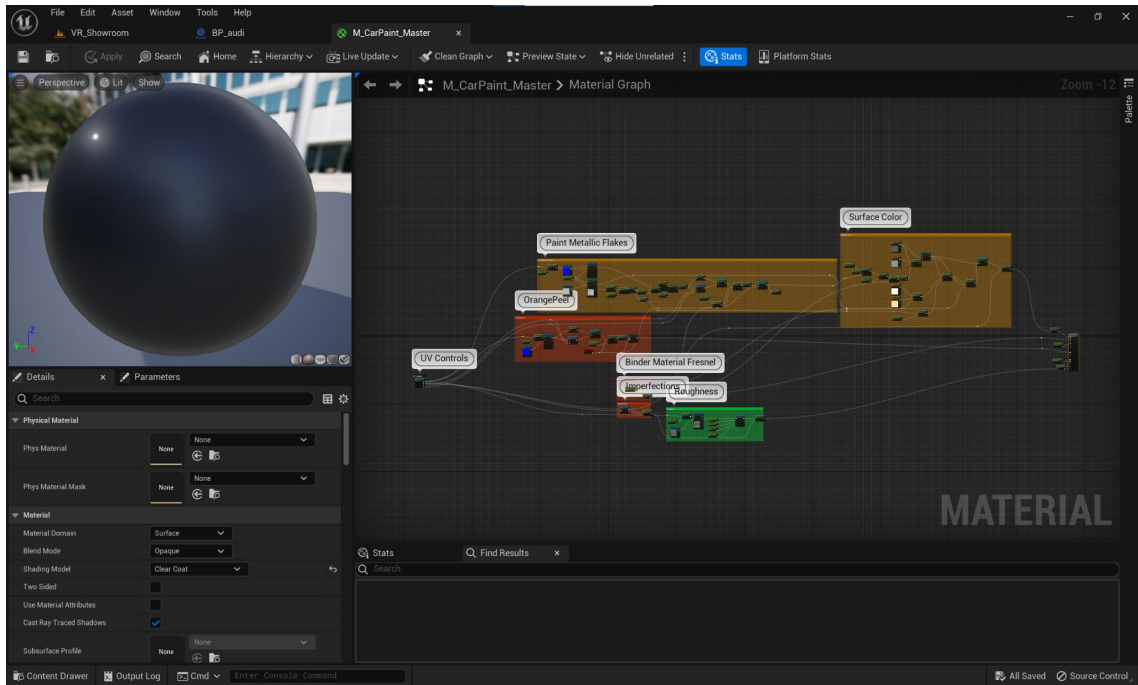 File Edit Asset Window Tools Help
VR_Showroom BP_audi M_CarPaint_Master
Apply Search Home Hierarchy Live Update Clean Graph Preview State Hide Unrelated Stats Platform Stats
Perspective Lit Show
M_CarPaint_Master > Material Graph Zoom -12
Palette
Surface Color
Paint Metallic Flakes
OrangePeel
UV Controls
Binder Material Fresnel
Imperfections
Roughness
MATERIAL
Z
Y X
Details Parameters
Search
Physical Material
Phys Material None None
Phys Material Mask None None
Material
Material Domain Surface
Blend Mode Opaque
Shading Model Clear Coat
Two Sided
Use Material Attributes
Cast Ray Traced Shadows
Subsurface Profile None None
Stats Find Results
Search
Content Drawer Output Log Cmd Enter Console Command All Saved Source Control